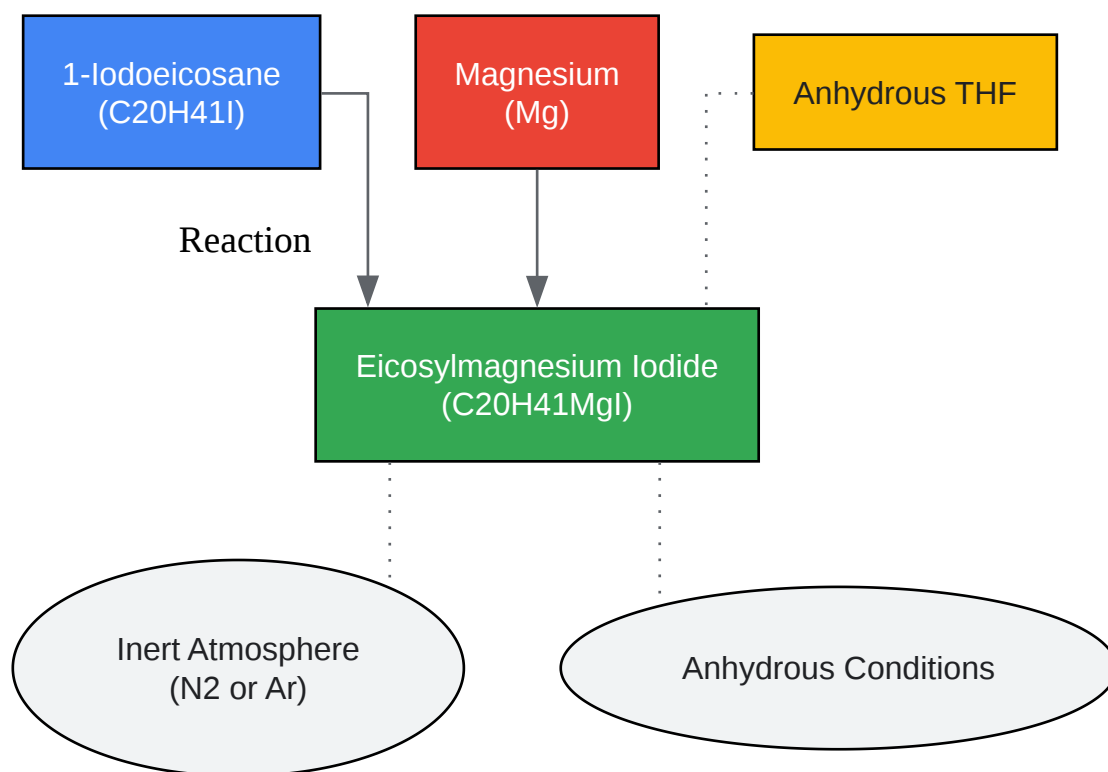 1-Iodoeicosane
(C20H41I)
Magnesium
(Mg)
Anhydrous THF
Reaction
Eicosylmagnesium Iodide
(C20H41MgI)
Inert Atmosphere
(N2 or Ar)
Anhydrous Conditions